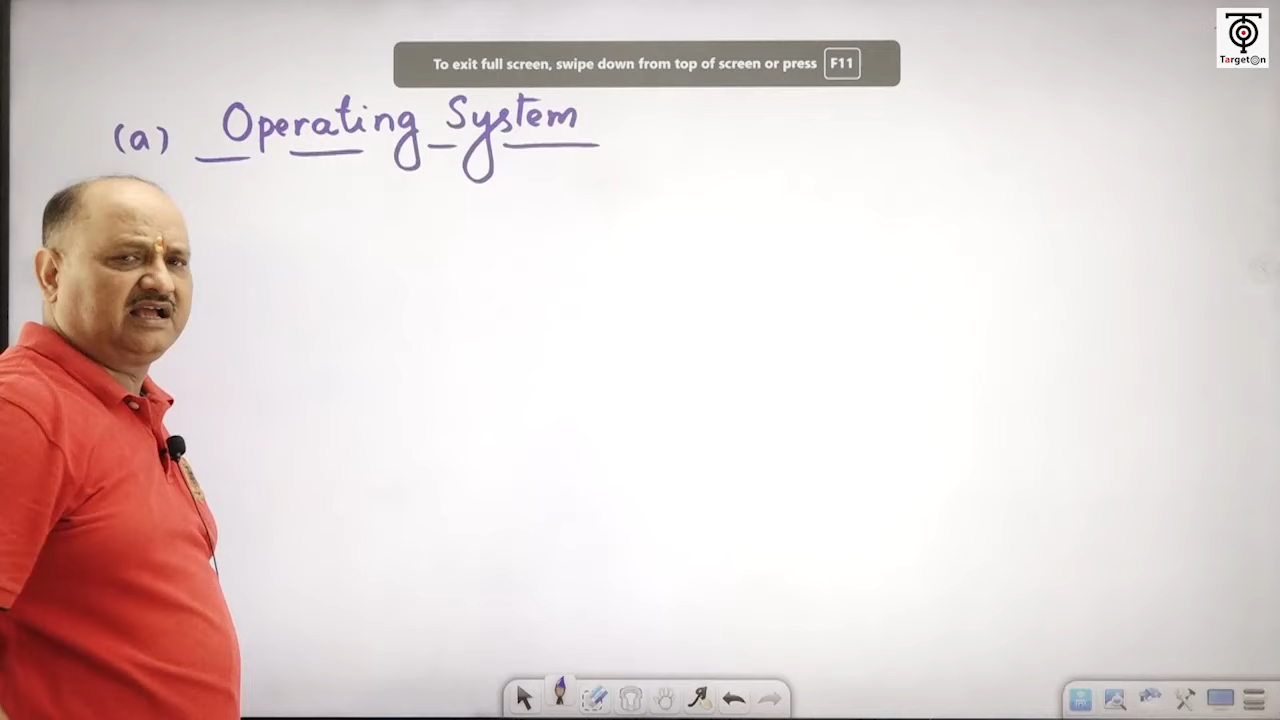 TargetOn
To exit full screen, swipe down from top of screen or press F11
(a) Operating System